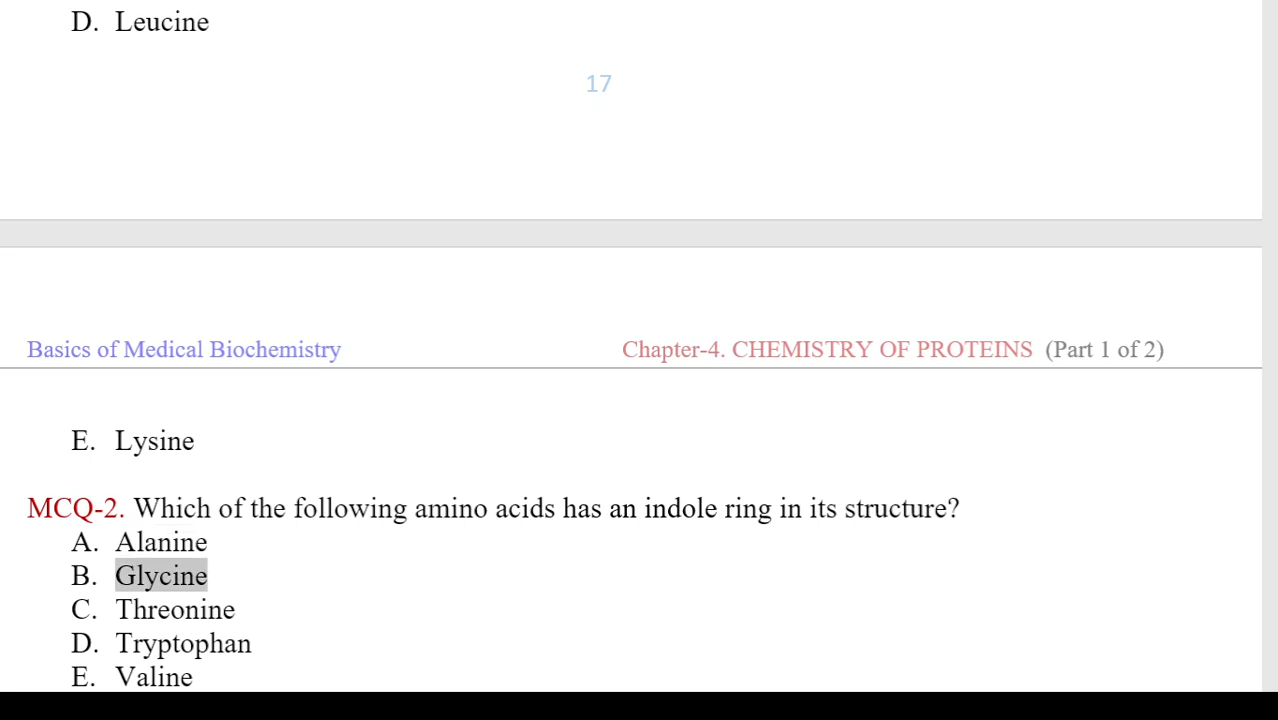 D. Leucine
17
Basics of Medical Biochemistry Chapter-4. CHEMISTRY OF PROTEINS (Part 1 of 2)
E. Lysine
MCQ-2. Which of the following amino acids has an indole ring in its structure?
A. Alanine
B. Glycine
C. Threonine
D. Tryptophan
E. Valine